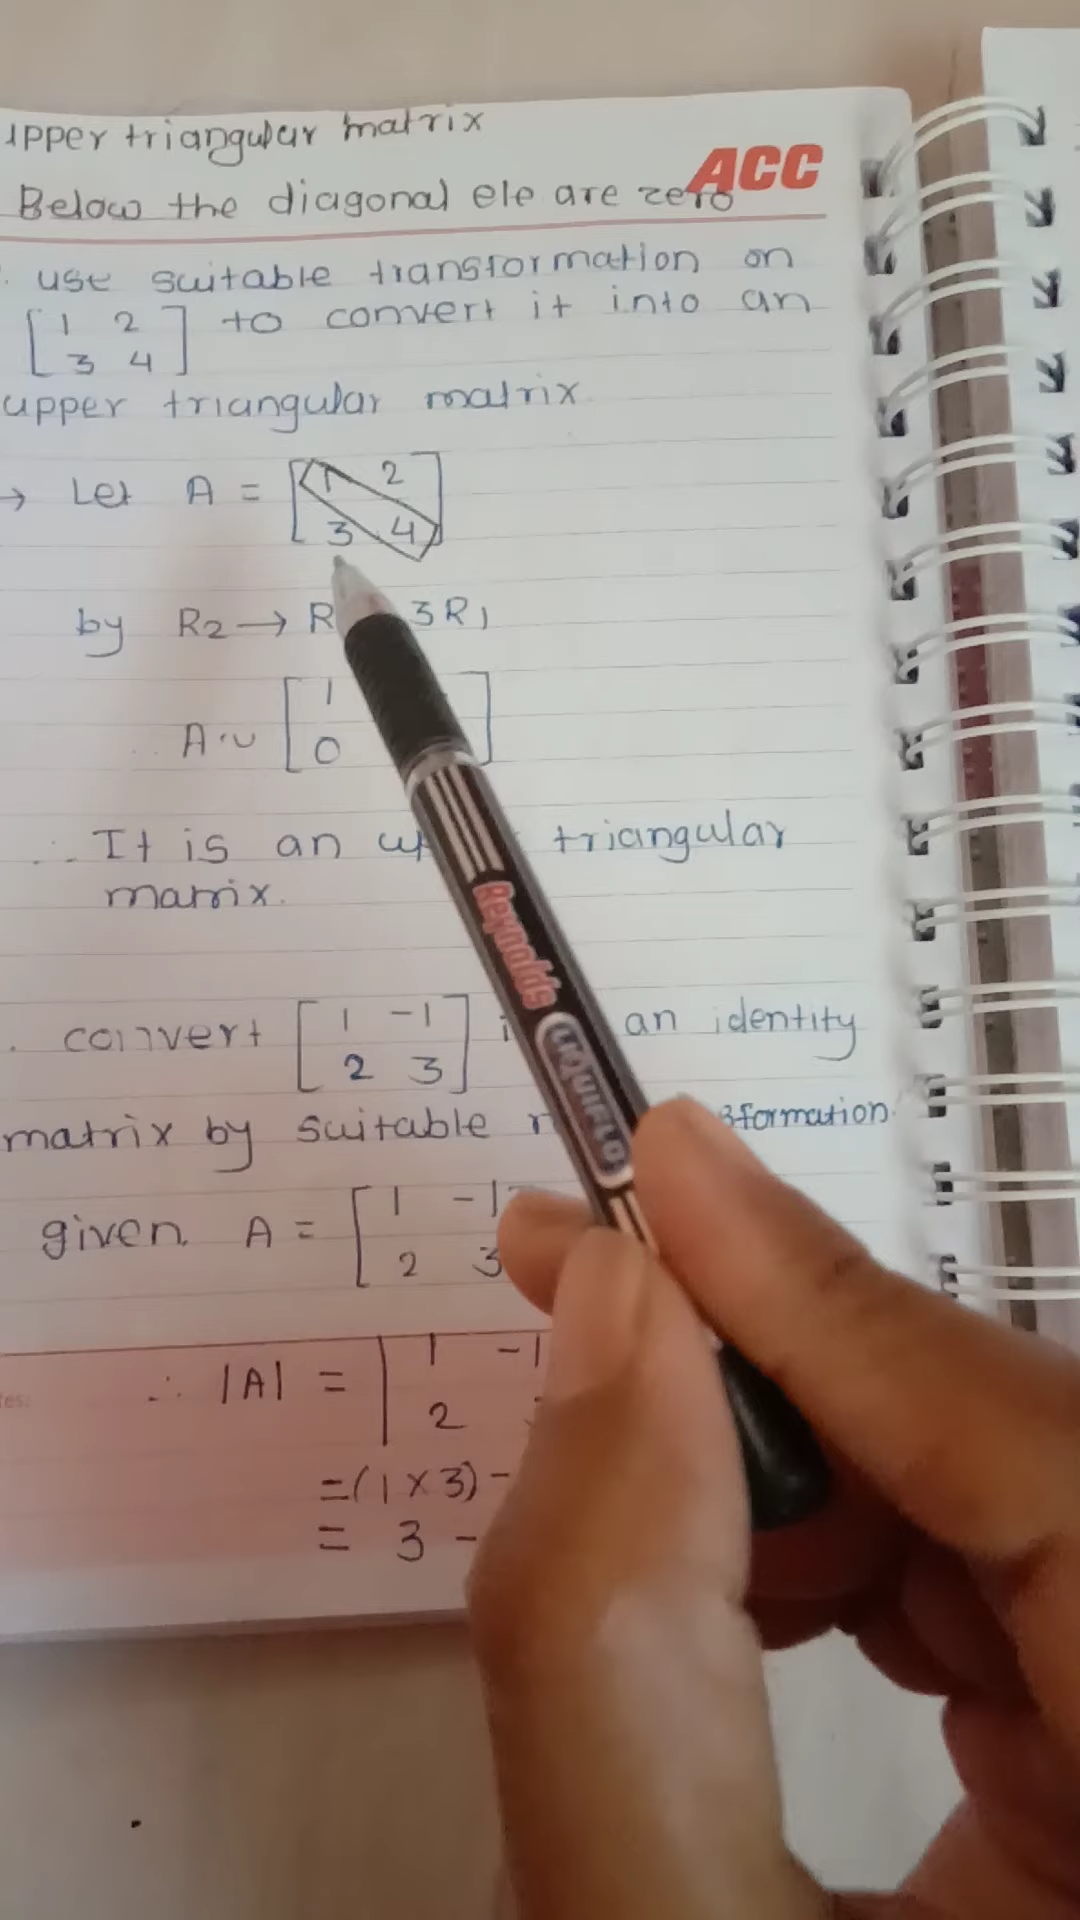 upper triangular matrix
ACC
Below the diagonal ele are zero
use suitable transformation on
[1 2
3 4] to convert it into an
upper triangular matrix.
→ Let A = [1 2
3 4]
by R2 → R 3R1
A ~ [1
0 ]
∴ It is an triangular
matrix.
convert [1 -1
2 3] an identity
matrix by suitable
given A = [1 -1
2 3
∴ |A| = |1 -1
2
= (1 × 3) -
= 3 -
Reynolds
LIQUIFLO